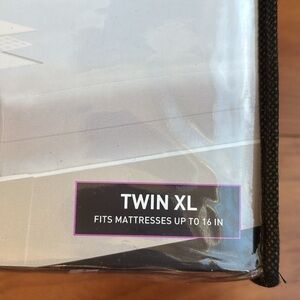 TWIN XL
FITS MATTRESSES UP TO 16 IN